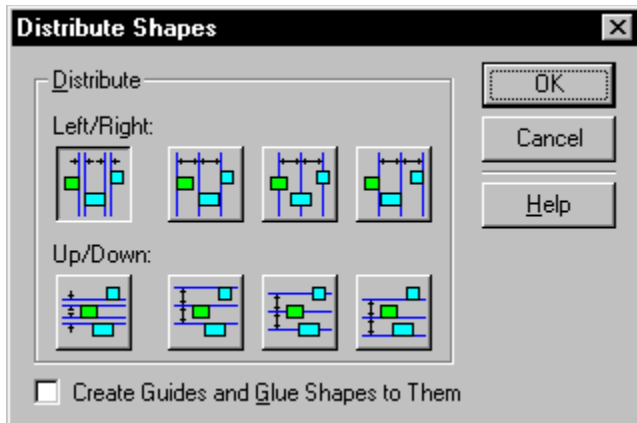 Distribute Shapes
Distribute
Left/Right:
Up/Down:
OK
Cancel
Help
Create Guides and Glue Shapes to Them